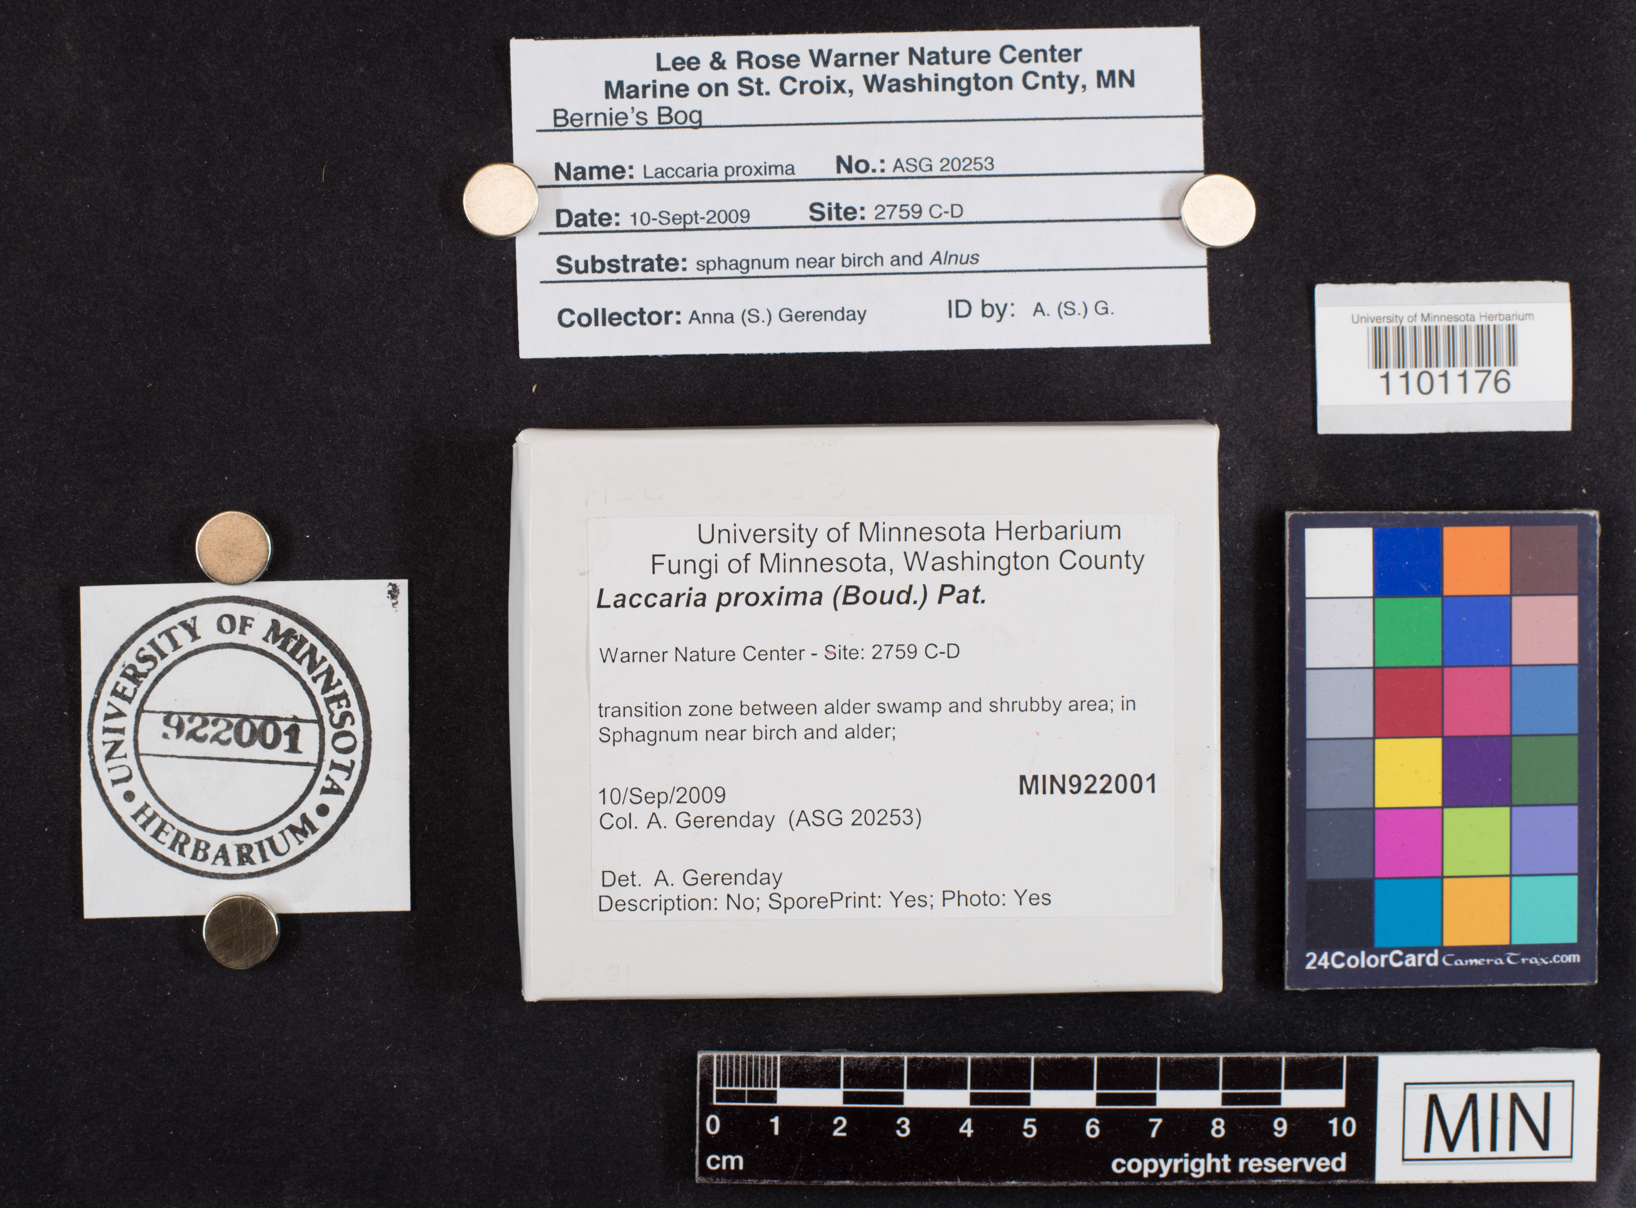 Lee & Rose Warner Nature Center
Marine on St. Croix, Washington Cnty, MN
Bernie's Bog
Name: Laccaria proxima No.: ASG 20253
Date: 10-Sept-2009 Site: 2759 C-D
Substrate: sphagnum near birch and Alnus
Collector: Anna (S.) Gerenday ID by: A. (S.) G.
University of Minnesota Herbarium
1101176
University of Minnesota Herbarium
Fungi of Minnesota, Washington County
Laccaria proxima (Boud.) Pat.
Warner Nature Center - Site: 2759 C-D
transition zone between alder swamp and shrubby area; in
Sphagnum near birch and alder;
MIN922001
10/Sep/2009
Col. A. Gerenday (ASG 20253)
Det. A. Gerenday
Description: No; SporePrint: Yes; Photo: Yes
UNIVERSITY OF MINNESOTA
922001
• HERBARIUM •
24ColorCard CameraTrax.com
0 1 2 3 4 5 6 7 8 9 10
cm copyright reserved
MIN